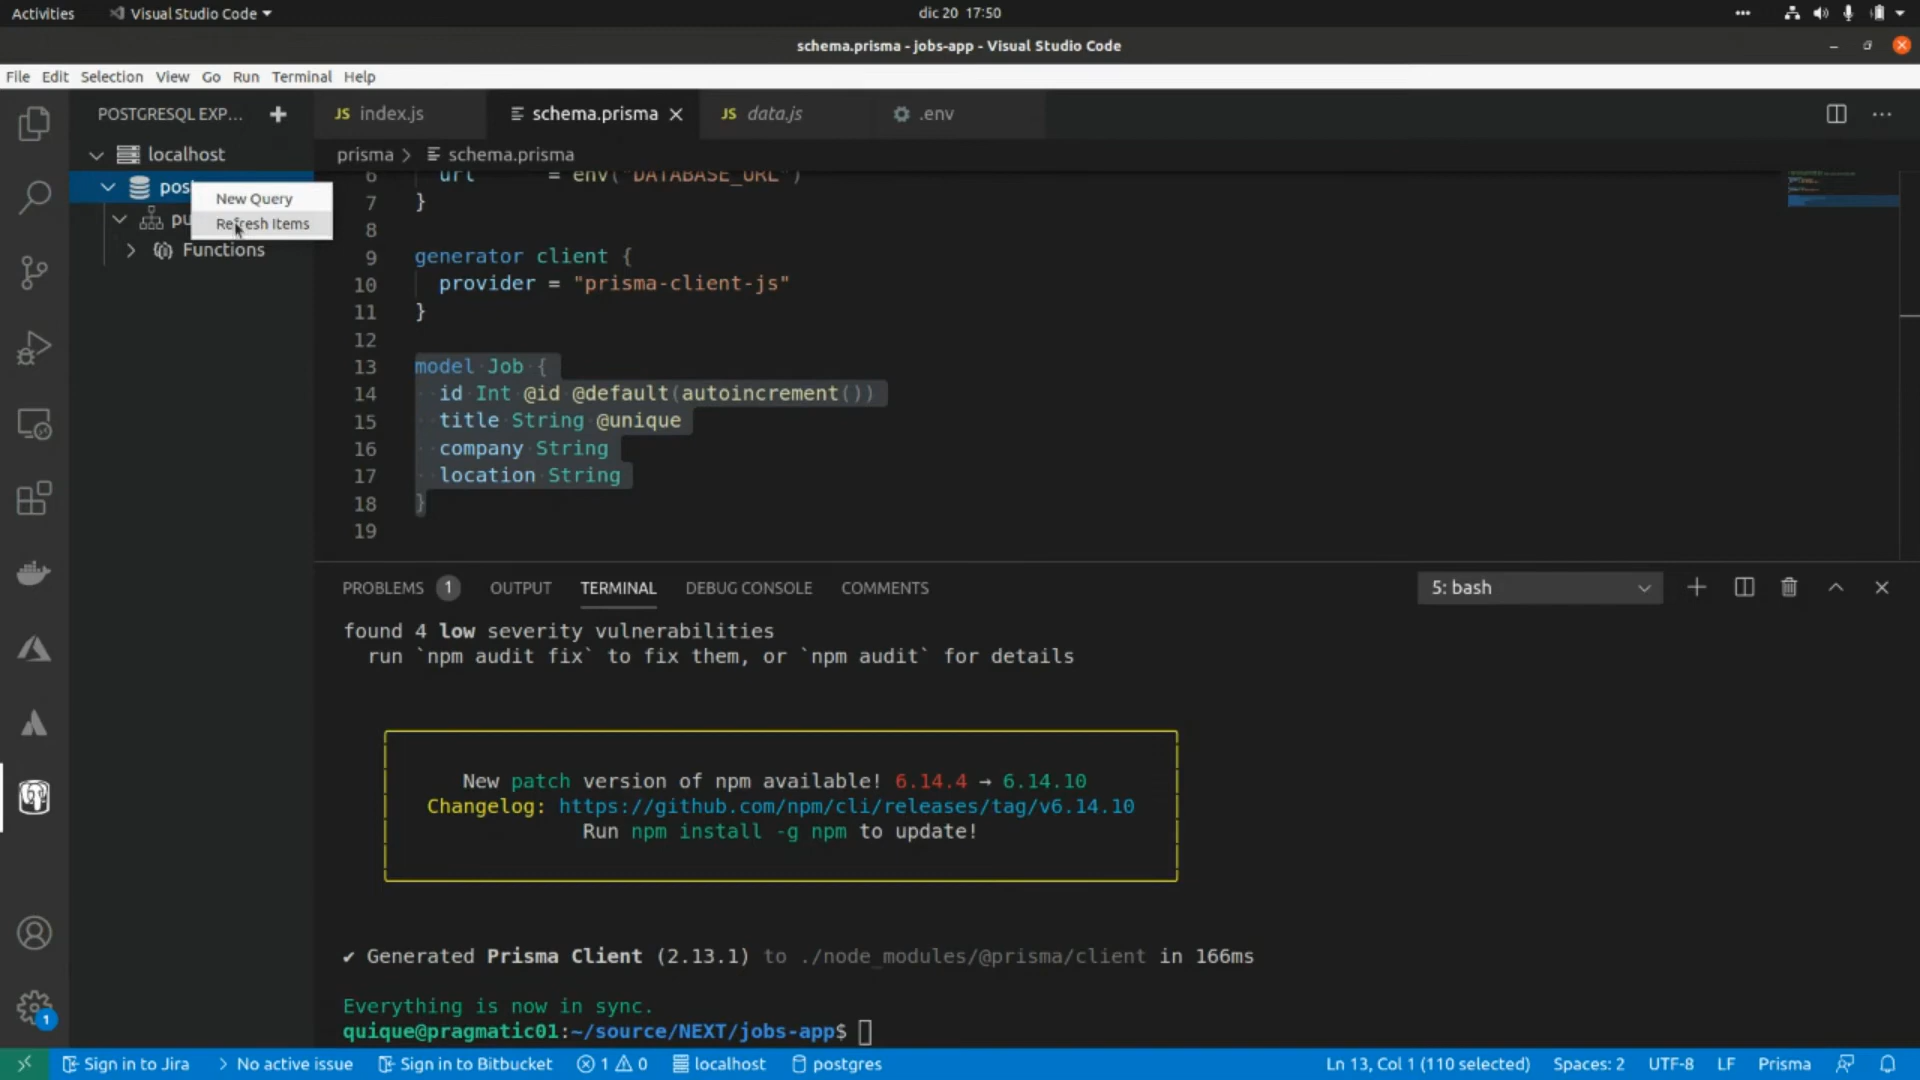 Activities
Visual Studio Code
dic 20 17:50
schema.prisma - jobs-app - Visual Studio Code
File Edit Selection View Go Run Terminal Help
POSTGRESQL EXP...
JS index.js
schema.prisma
JS data.js
.env
localhost
prisma > schema.prisma
New Query
Refresh Items
Functions
6 url = env("DATABASE_URL")
7 }
8
9 generator client {
10 provider = "prisma-client-js"
11 }
12
13 model Job {
14 id Int @id @default(autoincrement())
15 title String @unique
16 company String
17 location String
18 }
19
PROBLEMS 1 OUTPUT TERMINAL DEBUG CONSOLE COMMENTS
5: bash
found 4 low severity vulnerabilities
run `npm audit fix` to fix them, or `npm audit` for details
New patch version of npm available! 6.14.4 → 6.14.10
Changelog: https://github.com/npm/cli/releases/tag/v6.14.10
Run npm install -g npm to update!
✔ Generated Prisma Client (2.13.1) to ./node_modules/@prisma/client in 166ms
Everything is now in sync.
quique@pragmatic01:~/source/NEXT/jobs-app$
1
Sign in to Jira
No active issue
Sign in to Bitbucket
1 0
localhost
postgres
Ln 13, Col 1 (110 selected)
Spaces: 2
UTF-8
LF
Prisma